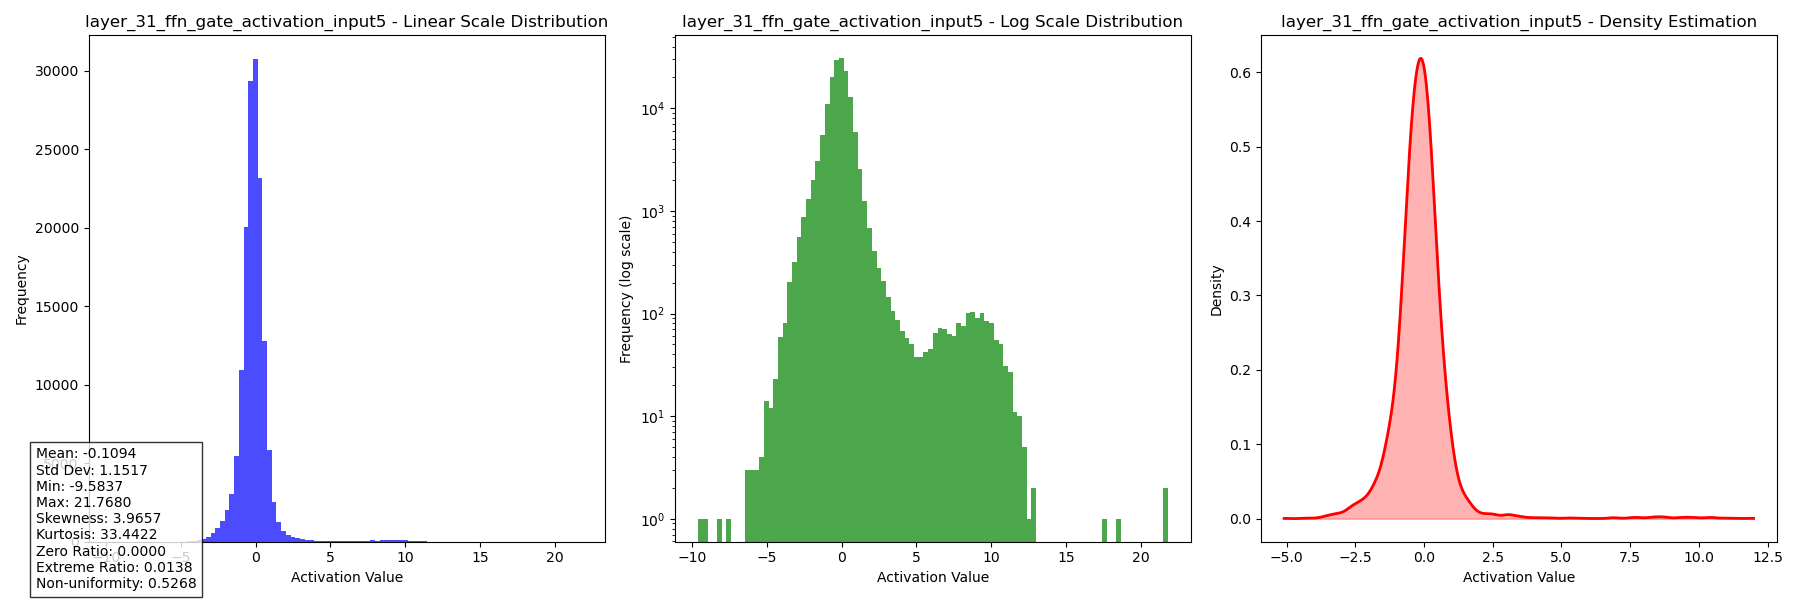 layer_31_ffn_gate_activation_input5 - Linear Scale Distribution
30000
25000
20000
15000
10000
5000
0
Frequency
−10
−5
0
5
10
15
20
Activation Value
Mean: -0.1094
Std Dev: 1.1517
Min: -9.5837
Max: 21.7680
Skewness: 3.9657
Kurtosis: 33.4422
Zero Ratio: 0.0000
Extreme Ratio: 0.0138
Non-uniformity: 0.5268
layer_31_ffn_gate_activation_input5 - Log Scale Distribution
10⁴
10³
10²
10¹
10⁰
Frequency (log scale)
−10
−5
0
5
10
15
20
Activation Value
layer_31_ffn_gate_activation_input5 - Density Estimation
0.6
0.5
0.4
0.3
0.2
0.1
0.0
Density
−5.0
−2.5
0.0
2.5
5.0
7.5
10.0
12.5
Activation Value